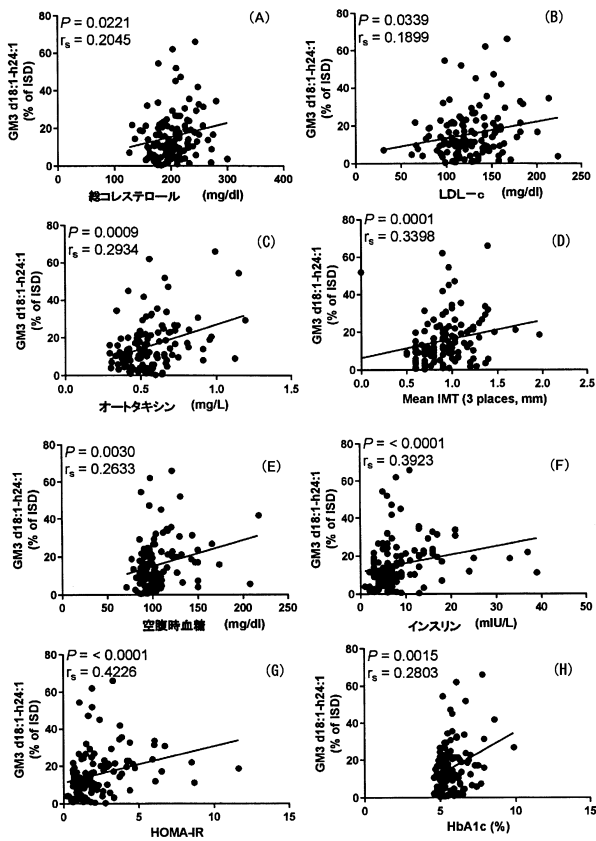 (A)
P = 0.0221
rs = 0.2045
GM3 d18:1-h24:1
(% of ISD)
80
60
40
20
0
0 100 200 300 400
総コレステロール (mg/dl)
(B)
P = 0.0339
rs = 0.1899
GM3 d18:1-h24:1
(% of ISD)
80
60
40
20
0
0 50 100 150 200 250
LDL−c (mg/dl)
(C)
P = 0.0009
rs = 0.2934
GM3 d18:1-h24:1
(% of ISD)
80
60
40
20
0
0.0 0.5 1.0 1.5
オートタキシン (mg/L)
(D)
P = 0.0001
rs = 0.3398
GM3 d18:1-h24:1
(% of ISD)
80
60
40
20
0
0.0 0.5 1.0 1.5 2.0 2.5
Mean IMT (3 places, mm)
(E)
P = 0.0030
rs = 0.2633
GM3 d18:1-h24:1
(% of ISD)
80
60
40
20
0
0 50 100 150 200 250
空腹時血糖 (mg/dl)
(F)
P = < 0.0001
rs = 0.3923
GM3 d18:1-h24:1
(% of ISD)
80
60
40
20
0
0 10 20 30 40 50
インスリン (mIU/L)
(G)
P = < 0.0001
rs = 0.4226
GM3 d18:1-h24:1
(% of ISD)
80
60
40
20
0
0 5 10 15
HOMA-IR
(H)
P = 0.0015
rs = 0.2803
GM3 d18:1-h24:1
(% of ISD)
80
60
40
20
0
0 5 10 15
HbA1c (%)